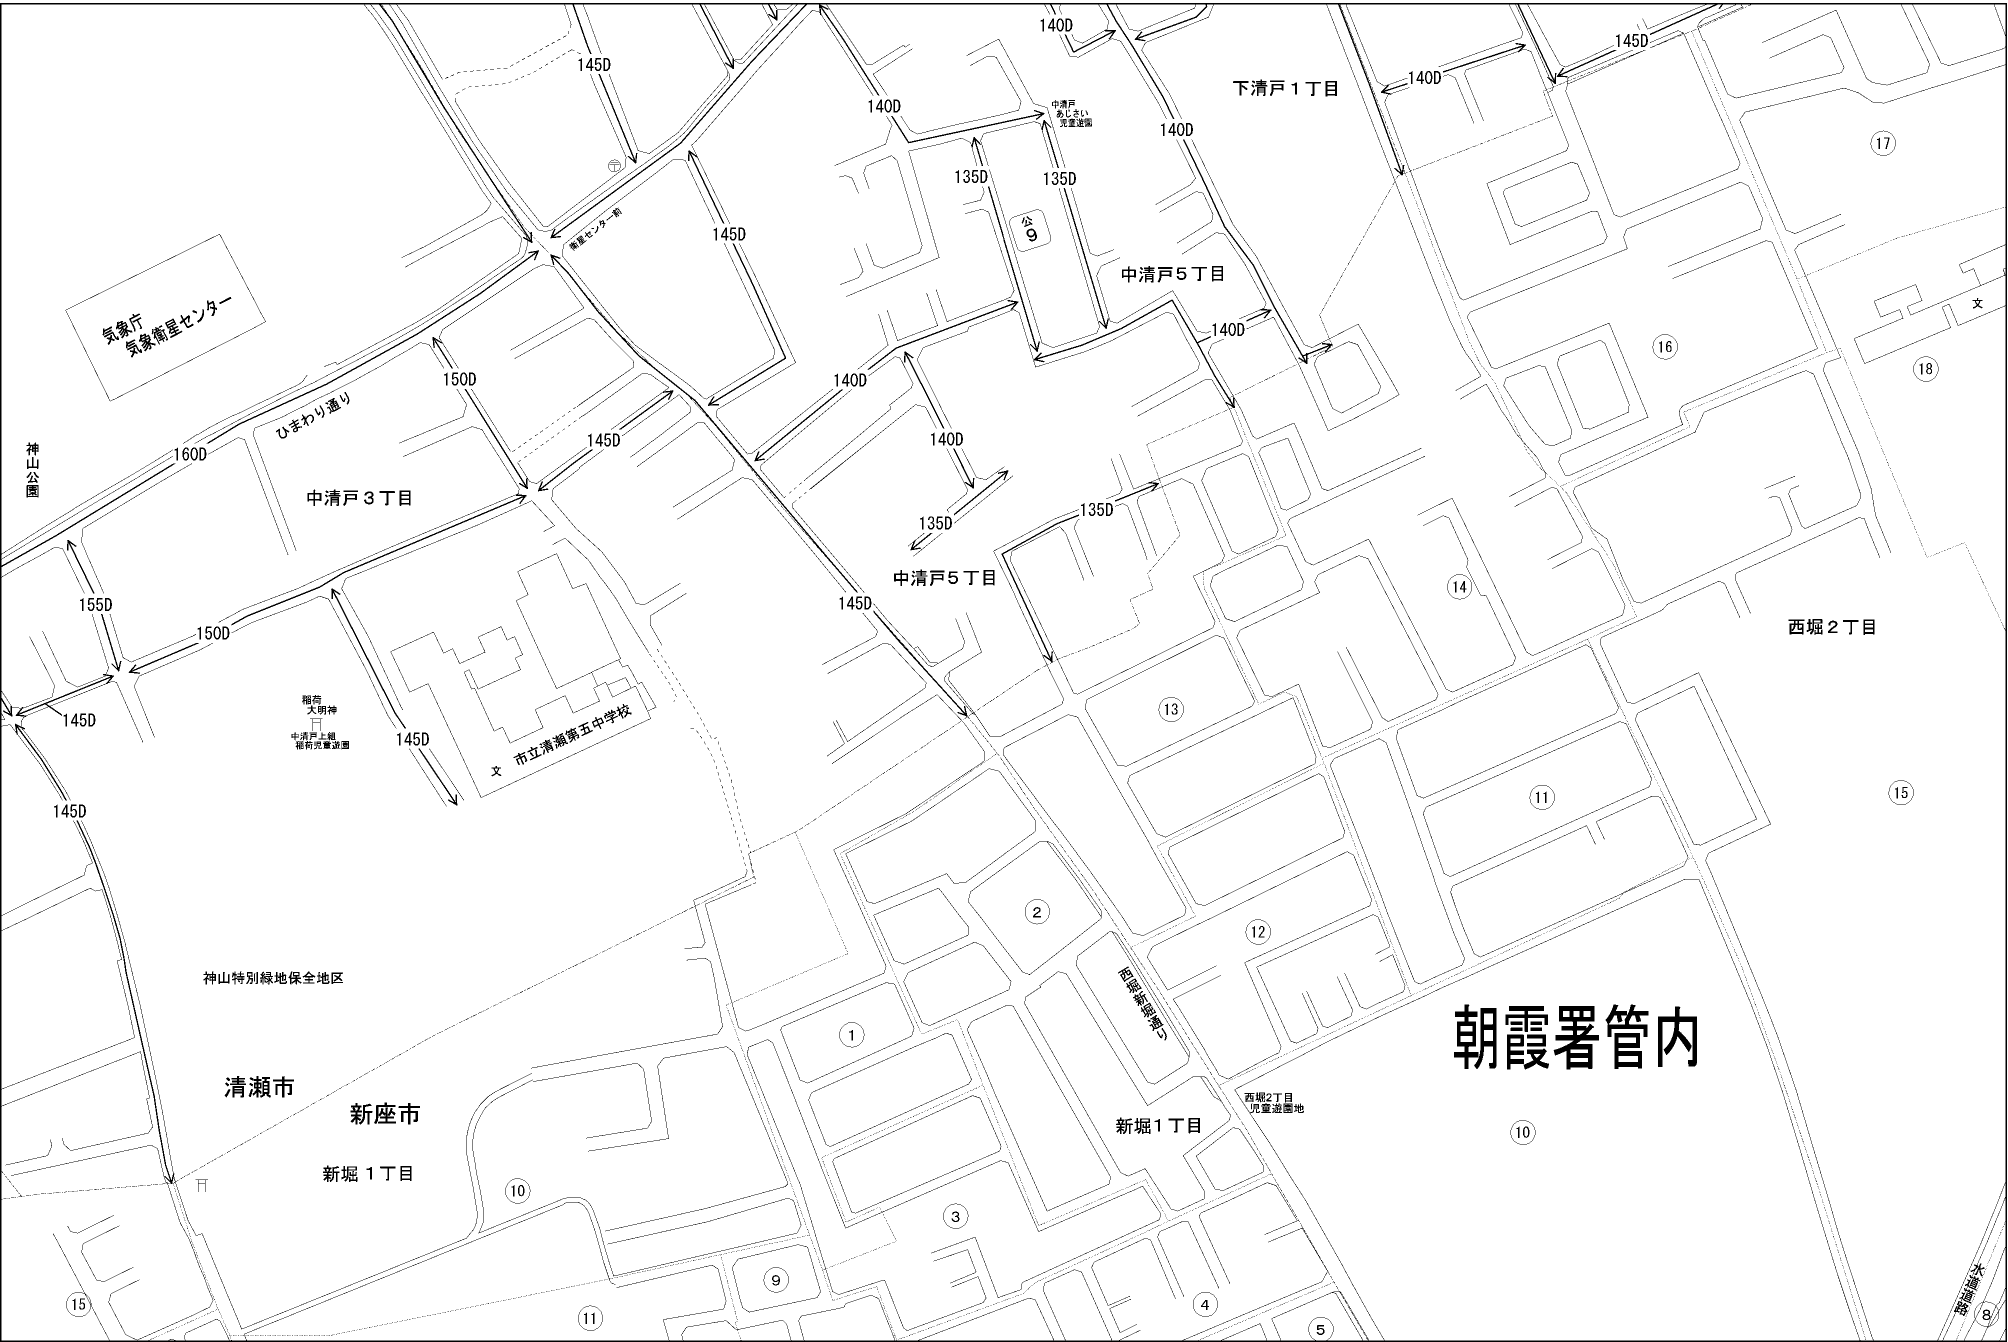 140D
145D
145D
140D
下清戸１丁目
140D
中清戸
あじさい
児童遊園
140D
17
〒
135D
135D
衛星センター前
145D
公
9
中清戸５丁目
気象庁
気象衛星センター
文
140D
16
18
150D
140D
ひまわり通り
145D
140D
160D
神山公園
中清戸３丁目
135D
135D
中清戸５丁目
14
155D
145D
150D
西堀２丁目
稲荷
大明神
145D
13
中清戸上組
稲荷児童遊園
市立清瀬第五中学校
145D
文
11
15
145D
2
12
神山特別緑地保全地区
西堀新堀通り
1
朝霞署管内
清瀬市
新座市
西堀2丁目
児童遊園地
新堀１丁目
10
新堀１丁目
10
3
9
水道道路
15
11
4
8
5